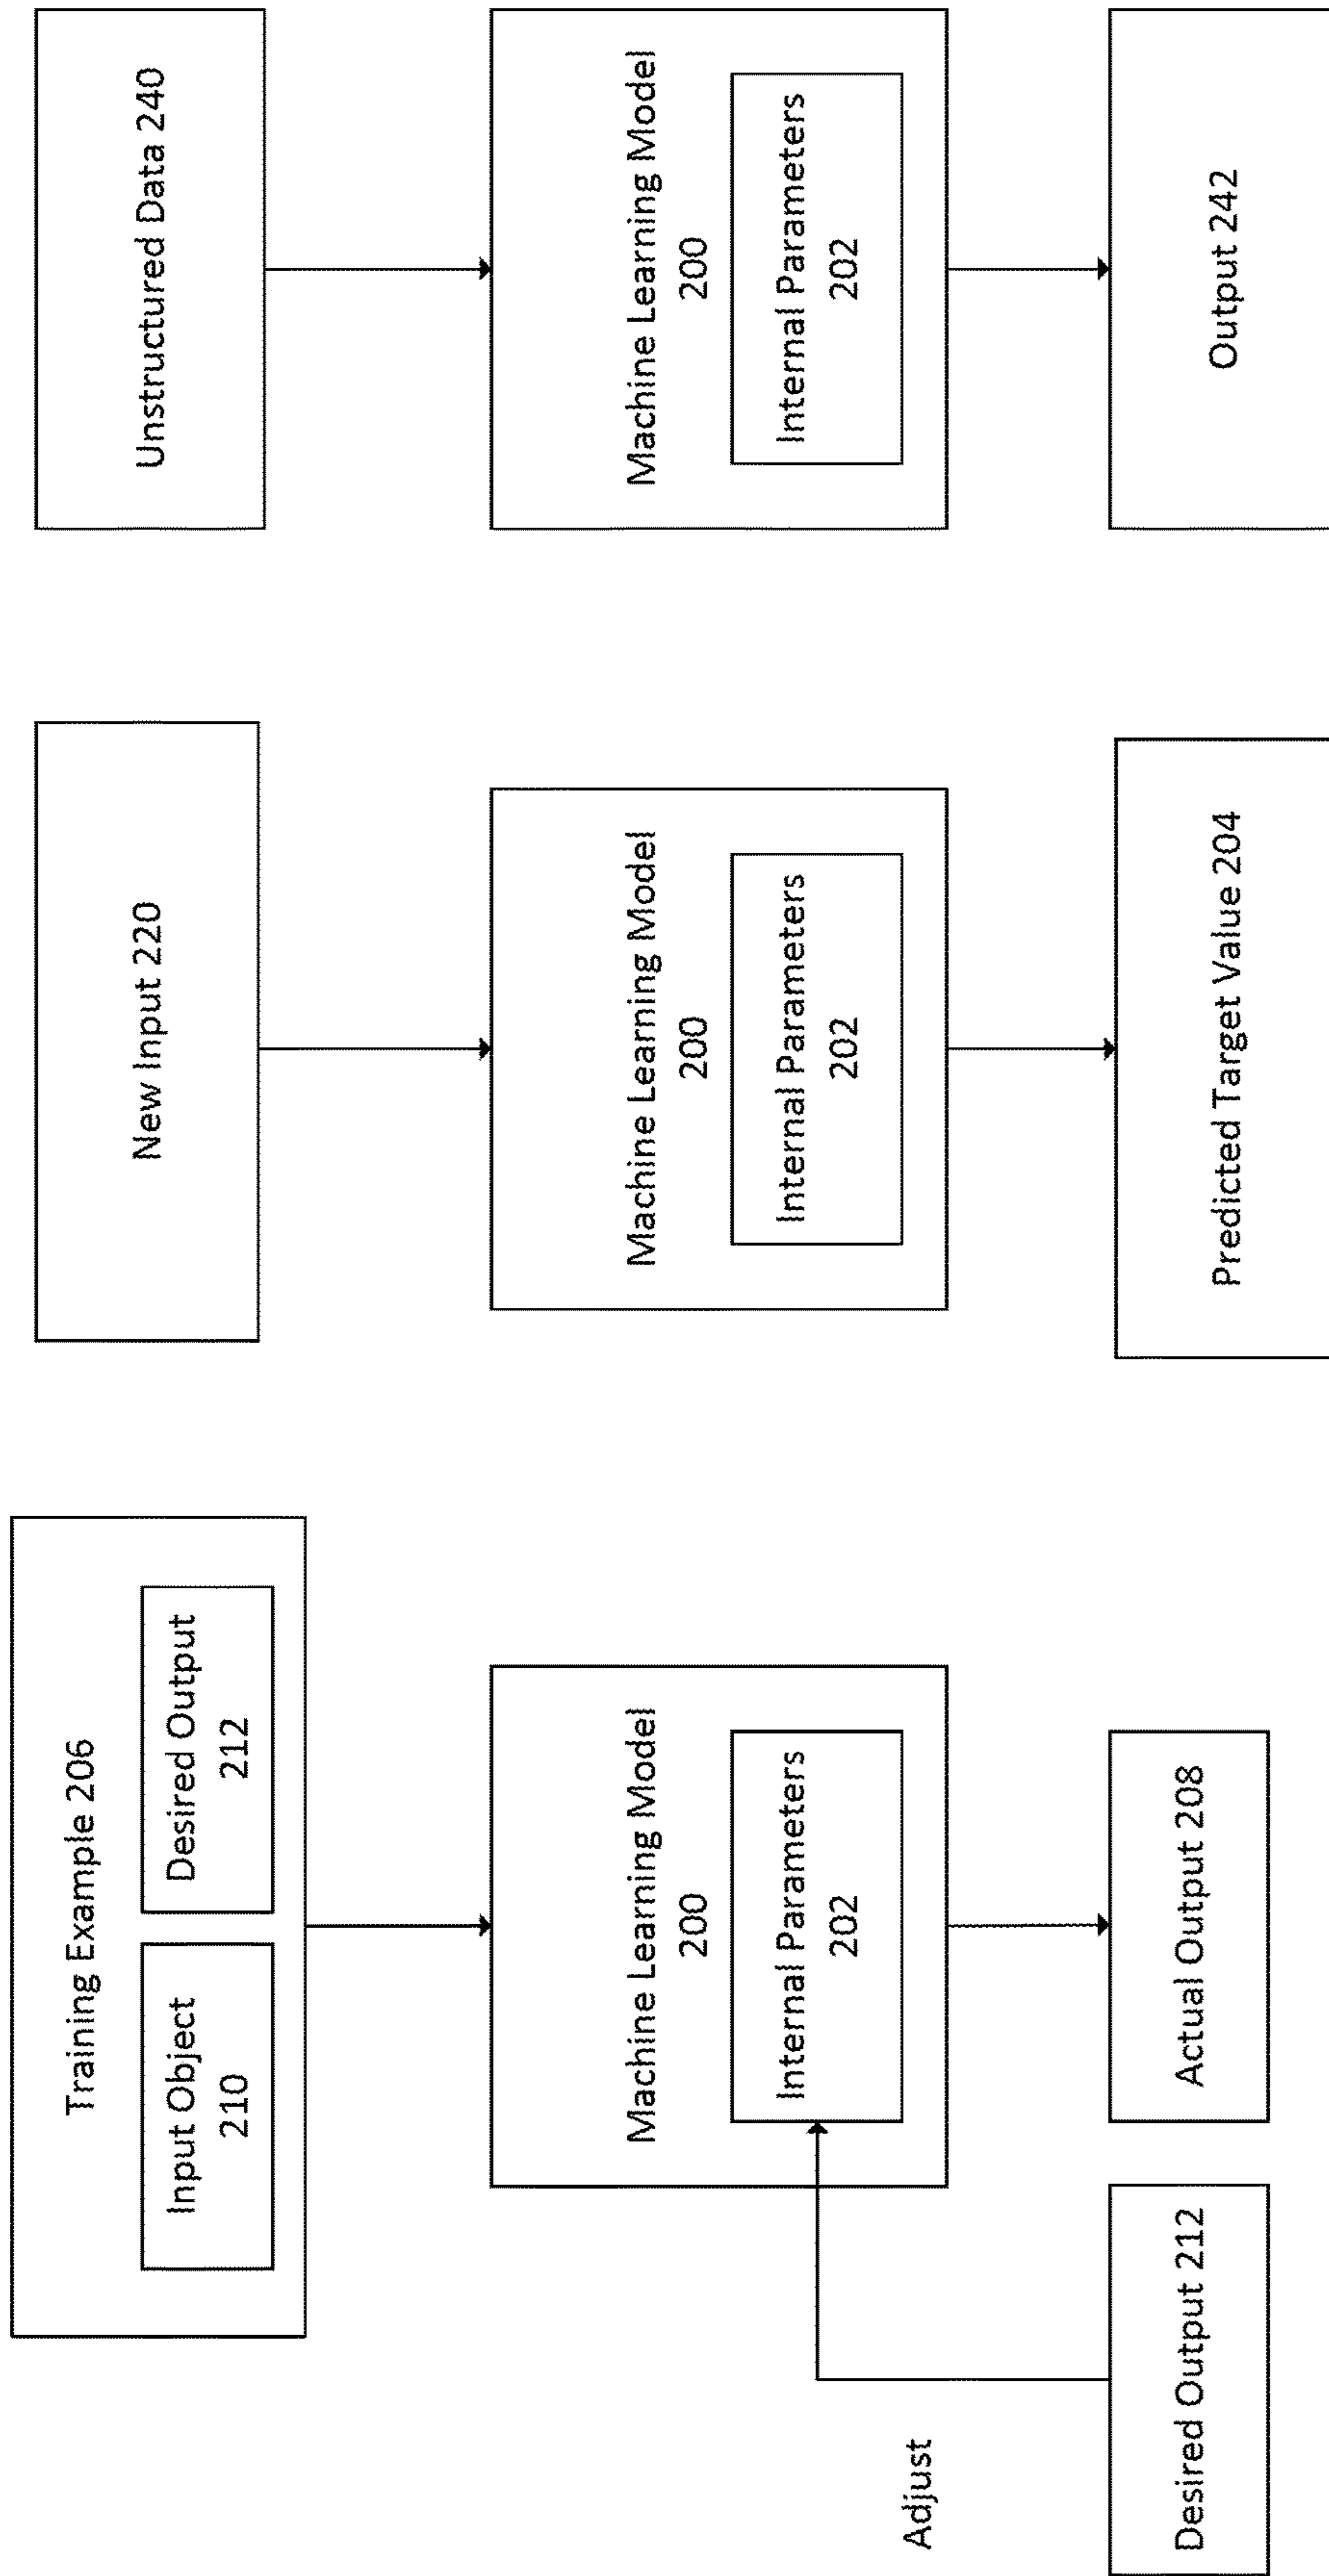 Training Example 206
Input Object
210
Desired Output
212
Machine Learning Model
200
Internal Parameters
202
Adjust
Desired Output 212
Actual Output 208
New Input 220
Machine Learning Model
200
Internal Parameters
202
Predicted Target Value 204
Unstructured Data 240
Machine Learning Model
200
Internal Parameters
202
Output 242